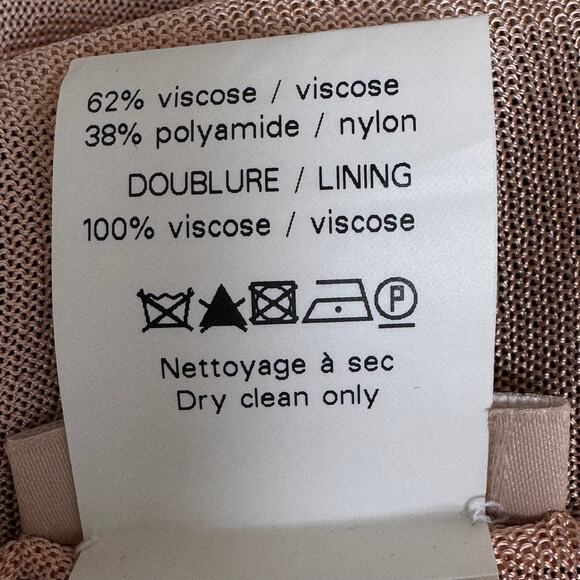 62% viscose / viscose
38% polyamide / nylon
DOUBLURE / LINING
100% viscose / viscose
P
Nettoyage à sec
Dry clean only